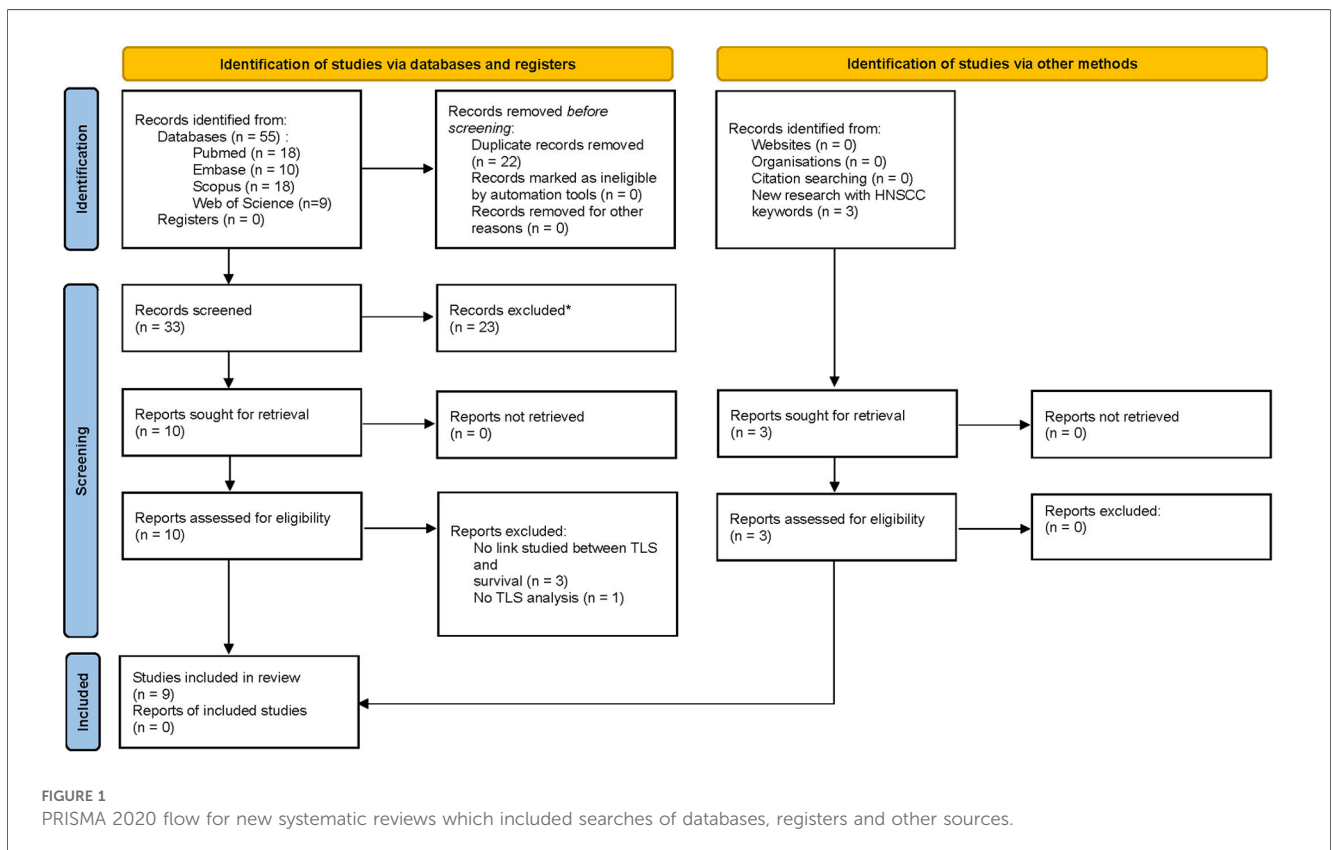 Identification of studies via databases and registers
Identification of studies via other methods
Identification
Records identified from:
Databases (n = 55) :
Pubmed (n = 18)
Embase (n = 10)
Scopus (n = 18)
Web of Science (n=9)
Registers (n = 0)
Records removed before
screening:
Duplicate records removed
(n = 22)
Records marked as ineligible
by automation tools (n = 0)
Records removed for other
reasons (n = 0)
Records identified from:
Websites (n = 0)
Organisations (n = 0)
Citation searching (n = 0)
New research with HNSCC
keywords (n = 3)
Screening
Records screened
(n = 33)
Records excluded*
(n = 23)
Reports sought for retrieval
(n = 10)
Reports not retrieved
(n = 0)
Reports sought for retrieval
(n = 3)
Reports not retrieved
(n = 0)
Reports assessed for eligibility
(n = 10)
Reports excluded:
No link studied between TLS
and
survival (n = 3)
No TLS analysis (n = 1)
Reports assessed for eligibility
(n = 3)
Reports excluded:
(n = 0)
Included
Studies included in review
(n = 9)
Reports of included studies
(n = 0)
FIGURE 1
PRISMA 2020 flow for new systematic reviews which included searches of databases, registers and other sources.